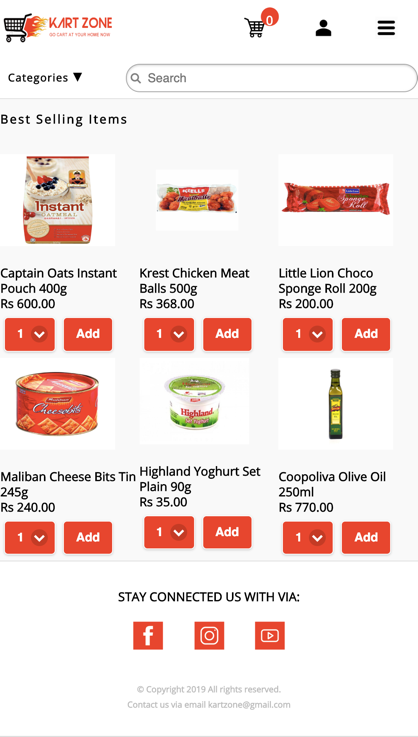 KART ZONE
GO CART AT YOUR HOME NOW.
0
Categories ▼
Search
Best Selling Items
Instant
OATMEAL
KEELLS
Meatballs
Sponge
Roll
Captain Oats Instant
Pouch 400g
Rs 600.00
Krest Chicken Meat
Balls 500g
Rs 368.00
Little Lion Choco
Sponge Roll 200g
Rs 200.00
1
Add
1
Add
1
Add
Maliban
Cheesebits
Highland
Maliban Cheese Bits Tin
245g
Rs 240.00
Highland Yoghurt Set
Plain 90g
Rs 35.00
Coopoliva Olive Oil
250ml
Rs 770.00
1
Add
1
Add
1
Add
STAY CONNECTED US WITH VIA:
© Copyright 2019 All rights reserved.
Contact us via email kartzone@gmail.com